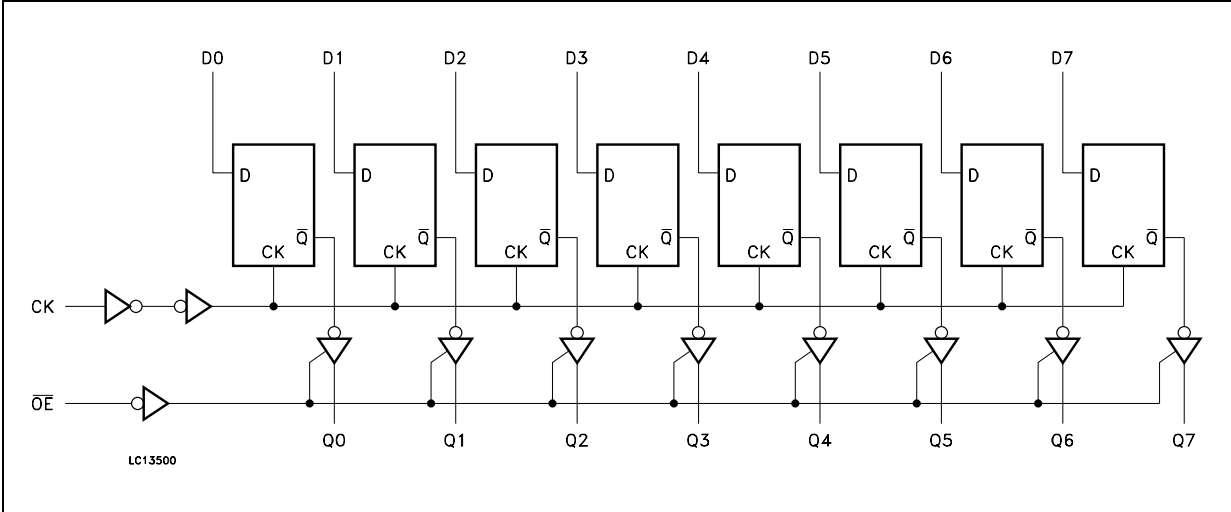 D0 D1 D2 D3 D4 D5 D6 D7
D D D D D D D D
Q̅ Q̅ Q̅ Q̅ Q̅ Q̅ Q̅ Q̅
CK CK CK CK CK CK CK CK
CK
O̅E̅
Q0 Q1 Q2 Q3 Q4 Q5 Q6 Q7
LC13500